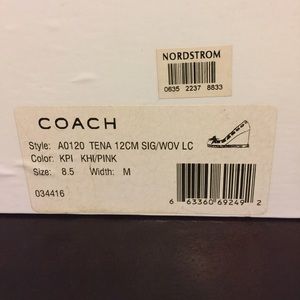 NORDSTROM
0635 2237 8833
COACH
Style: A0120 TENA 12CM SIG/WOV LC
Color: KPI KHI/PINK
Size: 8.5 Width: M
034416
6 63360 69249 2